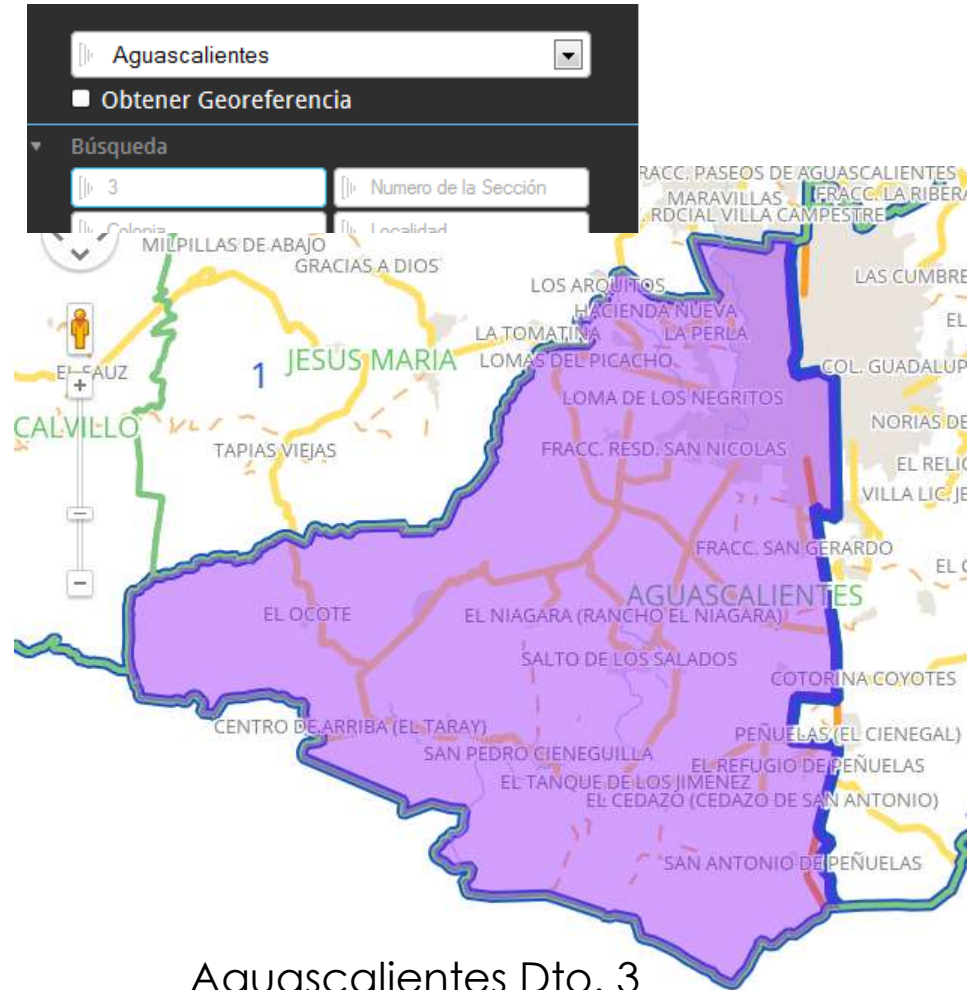 Aguascalientes
Obtener Georeferencia
Búsqueda
3
Numero de la Sección
Colonia
Localidad
RACC. PASEOS DE AGUASCALIENTES
MARAVILLAS
FRACC. LA RIBERA
RDCIAL VILLA CAMPESTRE
MILPILLAS DE ABAJO
GRACIAS A DIOS
LAS CUMBRE
LOS ARQUITOS
HACIENDA NUEVA
EL
LA TOMATINA
LA PERLA
JESUS MARIA
LOMAS DEL PICACHO
EL SAUZ
1
COL. GUADALUP
LOMA DE LOS NEGRITOS
CALVILLO
NORIAS DE
TAPIAS VIEJAS
FRACC. RESD. SAN NICOLAS
EL RELIC
VILLA LIC. JE
FRACC. SAN GERARDO
EL
AGUASCALIENTES
EL OCOTE
EL NIAGARA (RANCHO EL NIAGARA)
SALTO DE LOS SALADOS
COTORINA COYOTES
CENTRO DE ARRIBA (EL TARAY)
PEÑUELAS (EL CIENEGAL)
SAN PEDRO CIENEGUILLA
EL REFUGIO DE PEÑUELAS
EL TANQUE DE LOS JIMENEZ
EL CEDAZO (CEDAZO DE SAN ANTONIO)
SAN ANTONIO DE PEÑUELAS
Aguascalientes Dto. 3